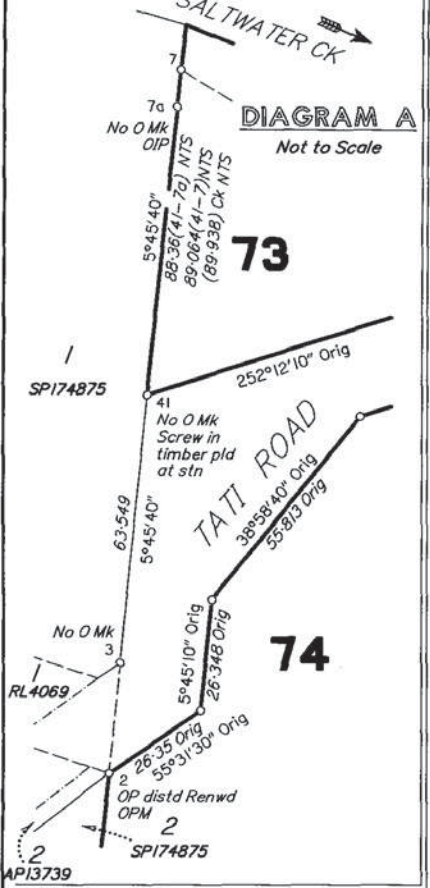 SALTWATER CK
7
7a
DIAGRAM A
No O Mk
OIP
Not to Scale
5°45'40"
88·36(41-7a) NTS
89·064(41-7)NTS
(89·938) CK NTS
73
1
SP174875
252°12'10" Orig
41
No O Mk
Screw in
timber pld
at stn
TATI ROAD
38°58'40" Orig
55·813 Orig
63·549
5°45'40"
No O Mk
3
1
RL4069
5°45'10" Orig
26·348 Orig
74
26·35 Orig
55°31'30" Orig
2
OP distd Renwd
OPM
2
SP174875
2
AP13739